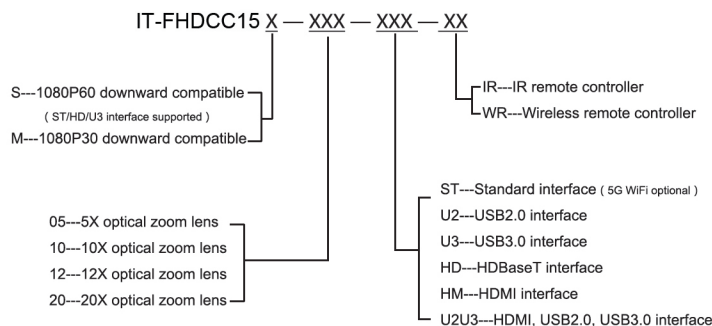 IT-FHDCC15 X — XXX — XXX — XX
S---1080P60 downward compatible
( ST/HD/U3 interface supported )
M---1080P30 downward compatible
IR---IR remote controller
WR---Wireless remote controller
05---5X optical zoom lens
10---10X optical zoom lens
12---12X optical zoom lens
20---20X optical zoom lens
ST---Standard interface ( 5G WiFi optional )
U2---USB2.0 interface
U3---USB3.0 interface
HD---HDBaseT interface
HM---HDMI interface
U2U3---HDMI, USB2.0, USB3.0 interface